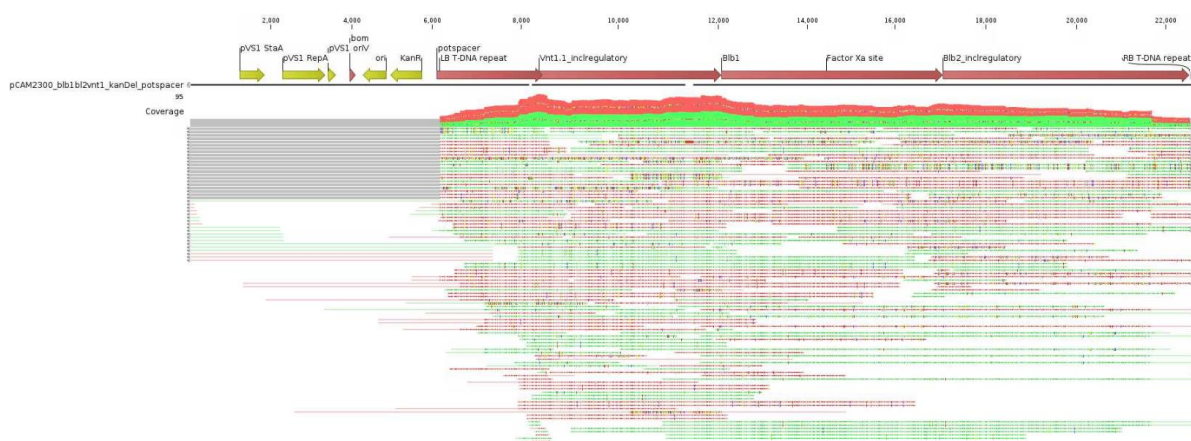 2,000 4,000 6,000 8,000 10,000 12,000 14,000 16,000 18,000 20,000 22,000
bom
pVS1 StaA pVS1 oriV potspacer
pVS1 RepA ori KanR LB T-DNA repeat Vnt1.1_inclregulatory Blb1 Factor Xa site Blb2_inclregulatory RB T-DNA repeat
pCAM2300_blb1bl2vnt1_kanDel_potspacer
95
Coverage